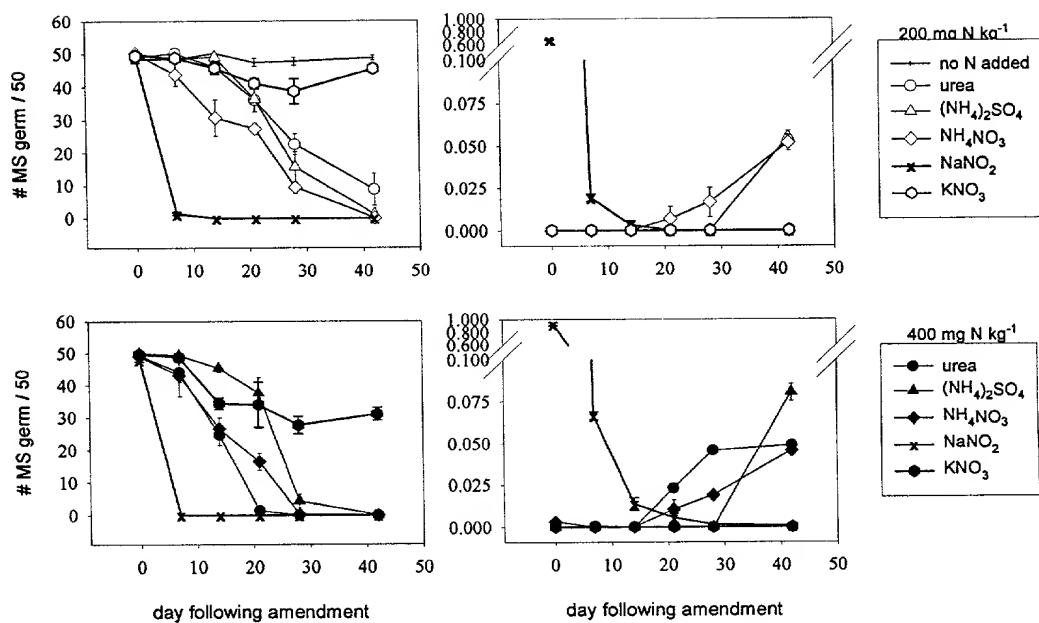 60
50
40
30
20
10
0
# MS germ / 50
0 10 20 30 40 50
1.000
0.800
0.600
0.100
0.075
0.050
0.025
0.000
0 10 20 30 40 50
200 mg N kg⁻¹
no N added
urea
(NH₄)₂SO₄
NH₄NO₃
NaNO₂
KNO₃
60
50
40
30
20
10
0
# MS germ / 50
0 10 20 30 40 50
day following amendment
1.000
0.800
0.600
0.100
0.075
0.050
0.025
0.000
0 10 20 30 40 50
day following amendment
400 mg N kg⁻¹
urea
(NH₄)₂SO₄
NH₄NO₃
NaNO₂
KNO₃